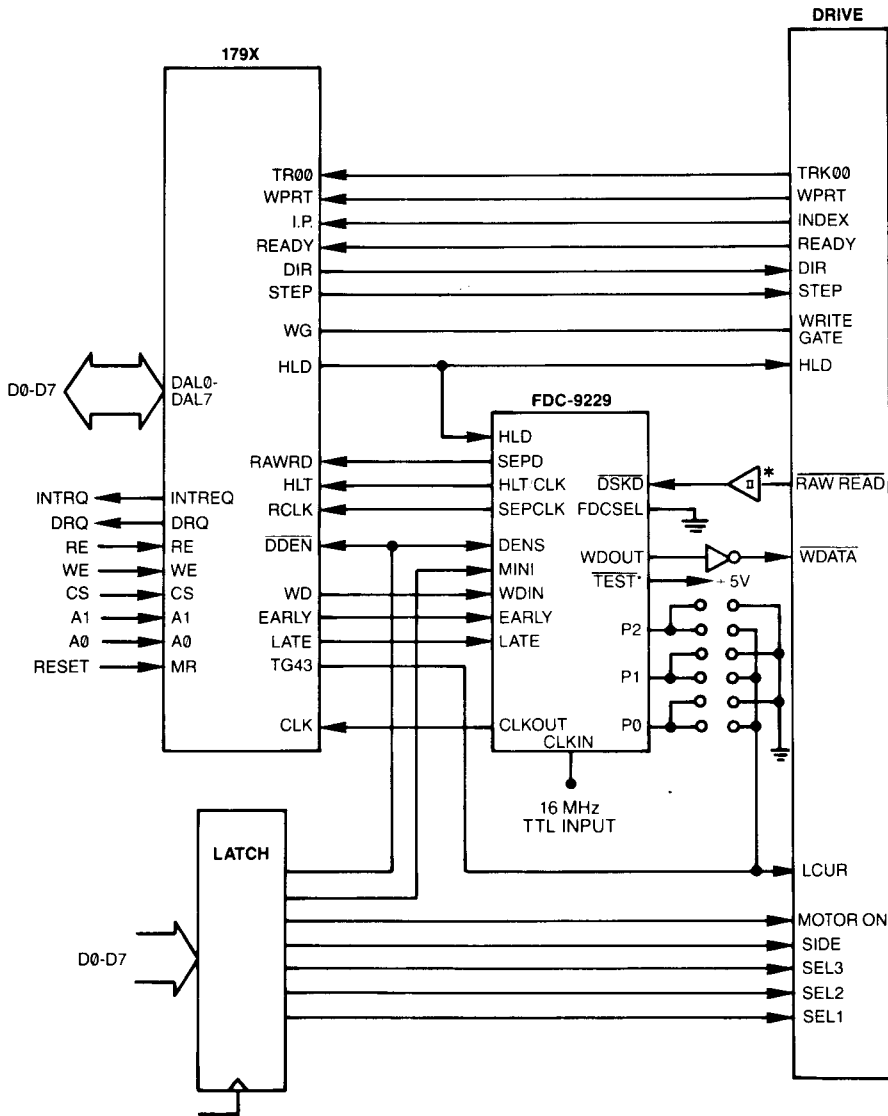 DRIVE
179X
TR00 TRK00
WPRT WPRT
I.P. INDEX
READY READY
DIR DIR
STEP STEP
WG WRITE GATE
HLD HLD
D0-D7 DAL0-DAL7
FDC-9229
HLD
RAWRD SEPD DSKD * RAW READ
HLT HLT CLK
INTRQ INTREQ RCLK SEPCLK FDCSEL
DRQ DRQ
RE RE DDEN DENS WDOUT WDATA
WE WE MINI TEST + 5V
CS CS WD WDIN
A1 A1 EARLY EARLY
A0 A0 LATE LATE P2
RESET MR TG43
P1
CLK CLKOUT P0
CLKIN
16 MHz
TTL INPUT
LATCH
LCUR
MOTOR ON
D0-D7
SIDE
SEL3
SEL2
SEL1